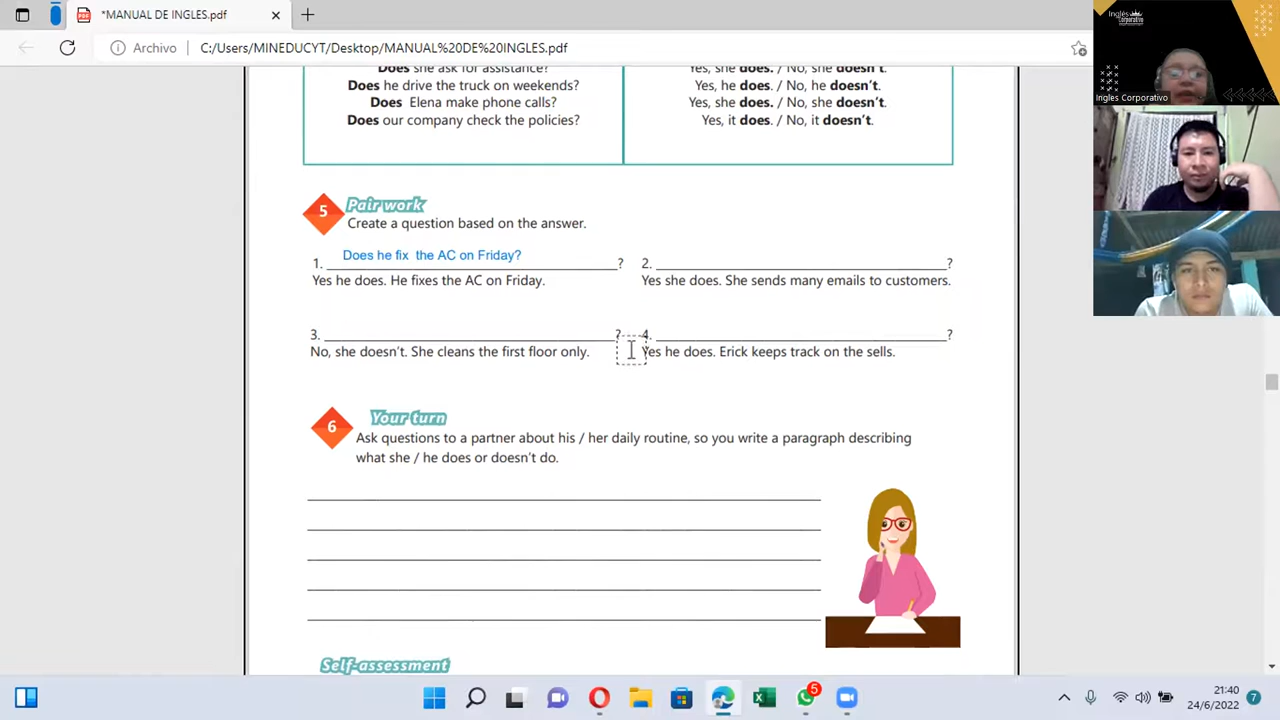 *MANUAL DE INGLES.pdf
Archivo
C:/Users/MINEDUCYT/Desktop/MANUAL%20DE%20INGLES.pdf
Does she ask for assistance?
Yes, she does. / No, she doesn't.
Does he drive the truck on weekends?
Yes, he does. / No, he doesn't.
Does Elena make phone calls?
Yes, she does. / No, she doesn't.
Does our company check the policies?
Yes, it does. / No, it doesn't.
5 Pair work
Create a question based on the answer.
1. Does he fix the AC on Friday? ?
Yes he does. He fixes the AC on Friday.
2. ?
Yes she does. She sends many emails to customers.
3. ?
No, she doesn't. She cleans the first floor only.
4. ?
Yes he does. Erick keeps track on the sells.
6 Your turn
Ask questions to a partner about his / her daily routine, so you write a paragraph describing
what she / he does or doesn't do.
Self-assessment
Inglés
Corporativo
Ingles Corporativo
5
21:40
24/6/2022
7